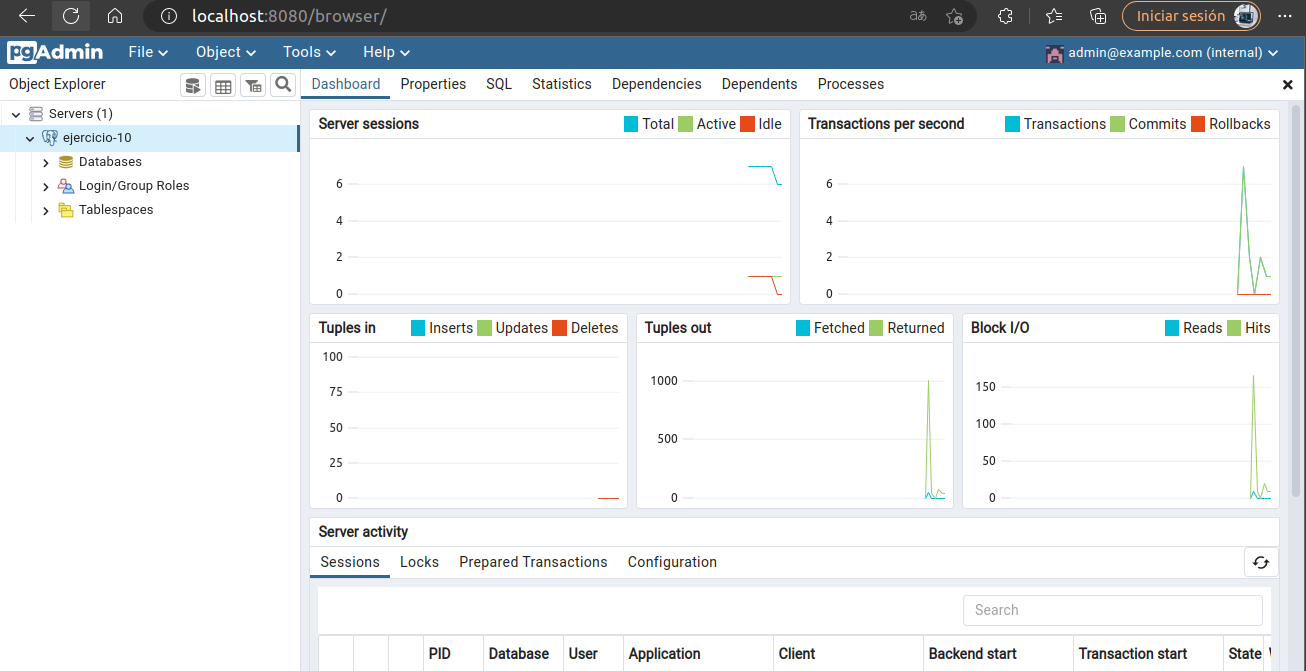 localhost:8080/browser/
aあ
Iniciar sesión
pgAdmin
File
Object
Tools
Help
admin@example.com (internal)
Object Explorer
Dashboard
Properties
SQL
Statistics
Dependencies
Dependents
Processes
Servers (1)
ejercicio-10
Databases
Login/Group Roles
Tablespaces
Server sessions
Total Active Idle
6
4
2
0
Transactions per second
Transactions Commits Rollbacks
6
4
2
0
Tuples in
Inserts Updates Deletes
100
75
50
25
0
Tuples out
Fetched Returned
1000
500
0
Block I/O
Reads Hits
150
100
50
0
Server activity
Sessions
Locks
Prepared Transactions
Configuration
Search
PID
Database
User
Application
Client
Backend start
Transaction start
State